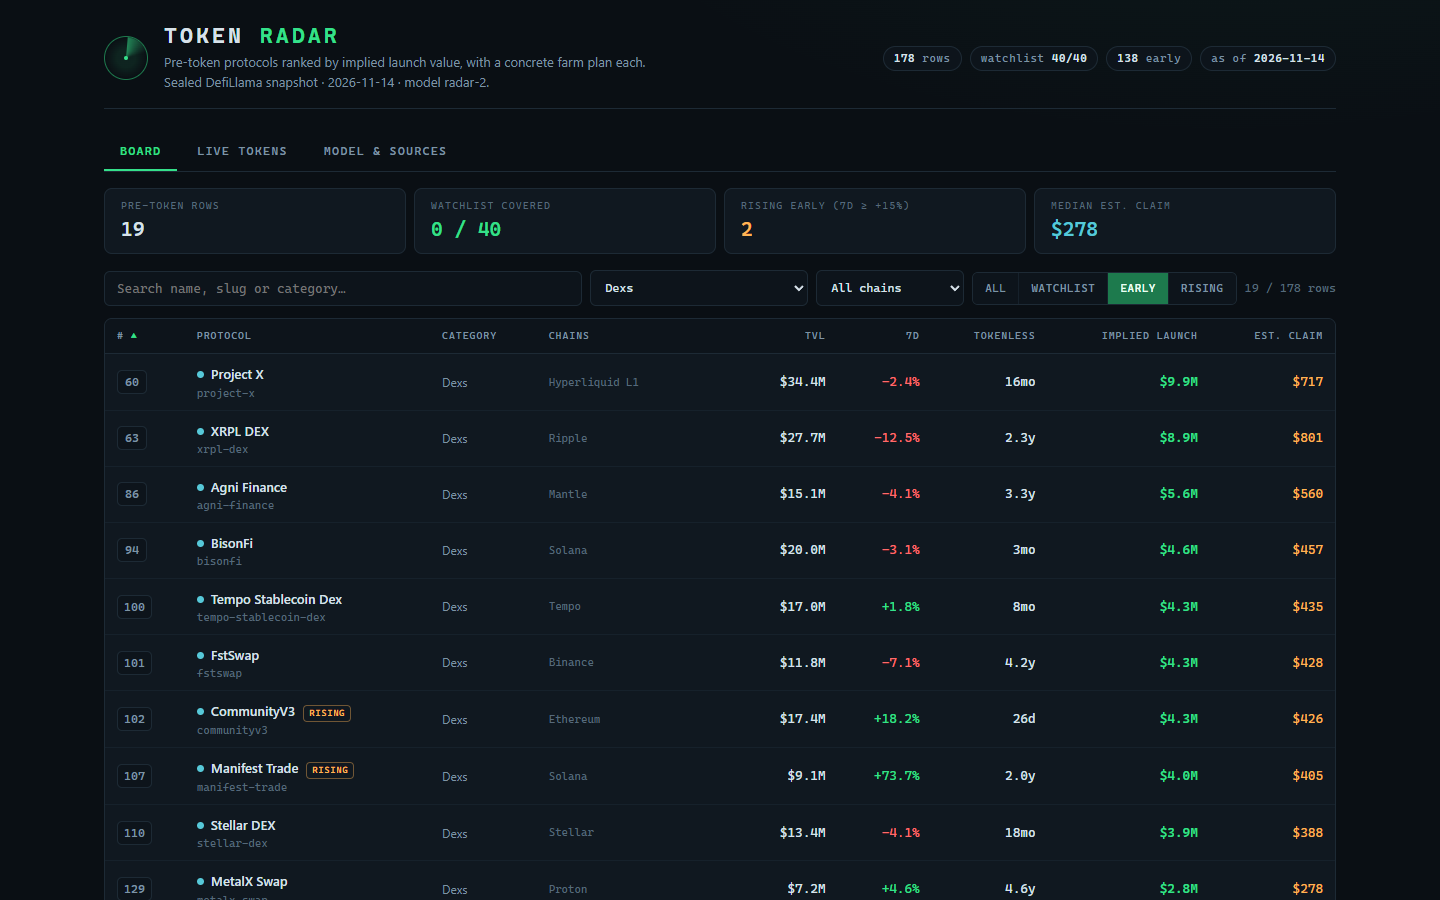 TOKEN RADAR
Pre-token protocols ranked by implied launch value, with a concrete farm plan each.
Sealed DefiLlama snapshot · 2026-11-14 · model radar-2.
178 rows
watchlist 40/40
138 early
as of 2026-11-14
BOARD LIVE TOKENS MODEL & SOURCES
PRE-TOKEN ROWS
19
WATCHLIST COVERED
0 / 40
RISING EARLY (7D ≥ +15%)
2
MEDIAN EST. CLAIM
$278
Search name, slug or category…
Dexs
All chains
ALL WATCHLIST EARLY RISING
19 / 178 rows
# ▲ PROTOCOL CATEGORY CHAINS TVL 7D TOKENLESS IMPLIED LAUNCH EST. CLAIM
60 Project X Dexs Hyperliquid L1 $34.4M −2.4% 16mo $9.9M $717
project-x
63 XRPL DEX Dexs Ripple $27.7M −12.5% 2.3y $8.9M $801
xrpl-dex
86 Agni Finance Dexs Mantle $15.1M −4.1% 3.3y $5.6M $560
agni-finance
94 BisonFi Dexs Solana $20.0M −3.1% 3mo $4.6M $457
bisonfi
100 Tempo Stablecoin Dex Dexs Tempo $17.0M +1.8% 8mo $4.3M $435
tempo-stablecoin-dex
101 FstSwap Dexs Binance $11.8M −7.1% 4.2y $4.3M $428
fstswap
102 CommunityV3 RISING Dexs Ethereum $17.4M +18.2% 26d $4.3M $426
communityv3
107 Manifest Trade RISING Dexs Solana $9.1M +73.7% 2.0y $4.0M $405
manifest-trade
110 Stellar DEX Dexs Stellar $13.4M −4.1% 18mo $3.9M $388
stellar-dex
129 MetalX Swap Dexs Proton $7.2M +4.6% 4.6y $2.8M $278